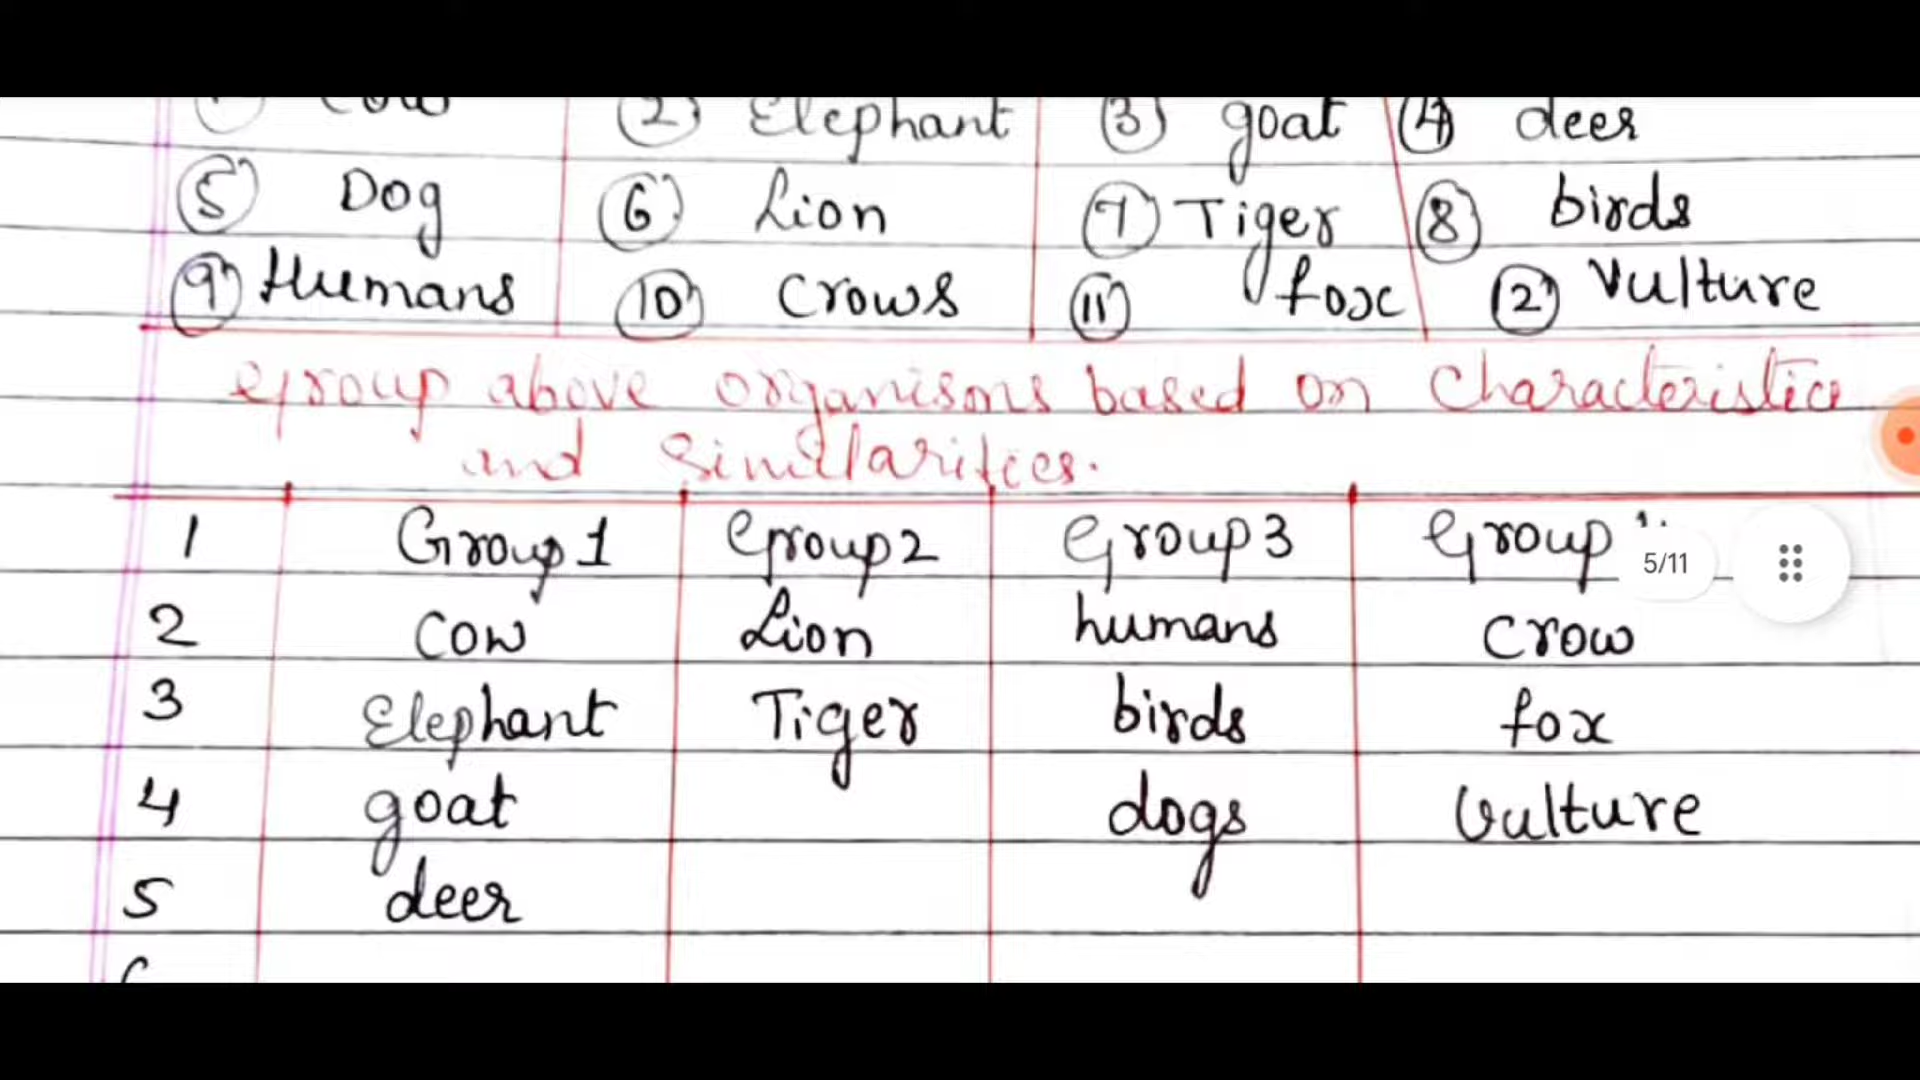 ① Cow ② Elephant ③ goat ④ deer
⑤ Dog ⑥ Lion ⑦ Tiger ⑧ birds
⑨ Humans ⑩ Crows ⑪ fox ⑫ Vulture
Group above organisms based on Characteristics
and Similarities.
1 Group 1 Group 2 Group 3 Group
5/11
2 Cow Lion humans Crow
3 Elephant Tiger birds fox
4 goat dogs Vulture
5 deer